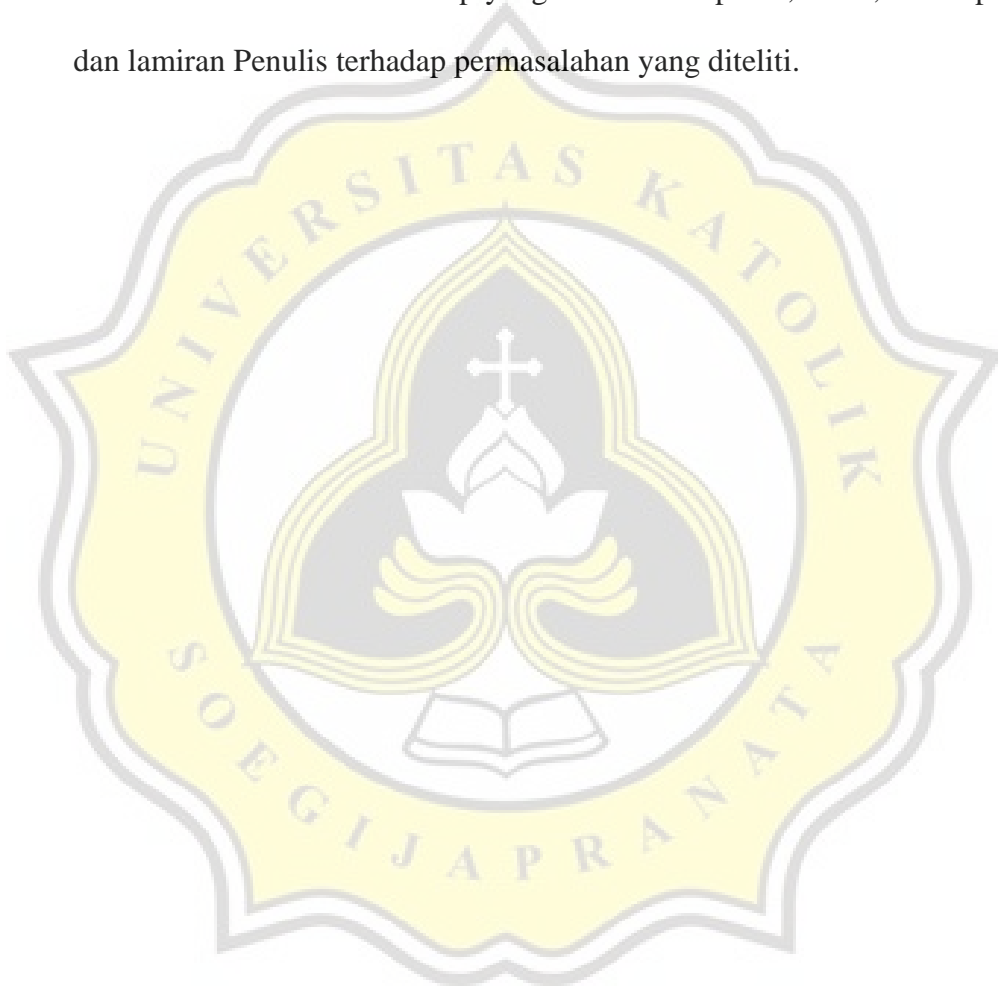 dan lamiran Penulis terhadap permasalahan yang diteliti.
UNIVERSITAS KATOLIK
SOEGIJAPRANATA